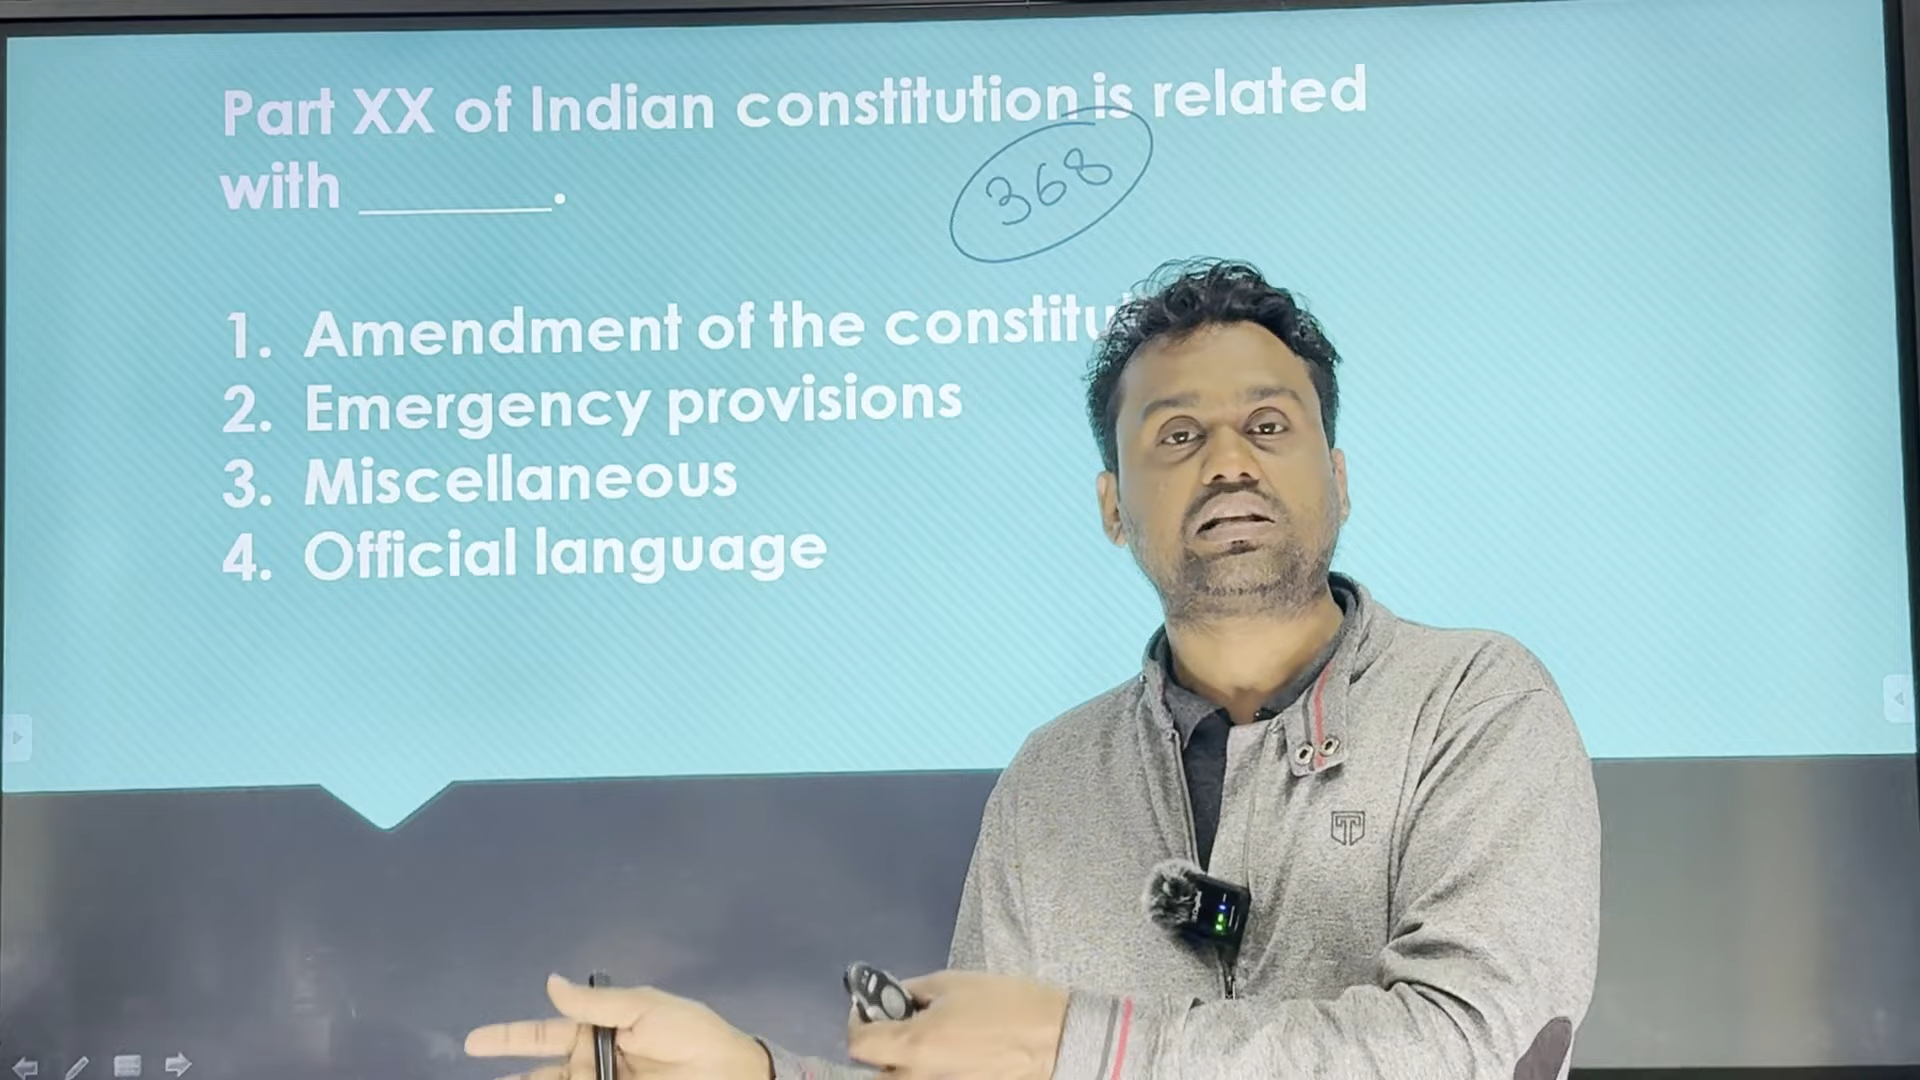 Part XX of Indian constitution is related
with _______.
368
1. Amendment of the constitu
2. Emergency provisions
3. Miscellaneous
4. Official language